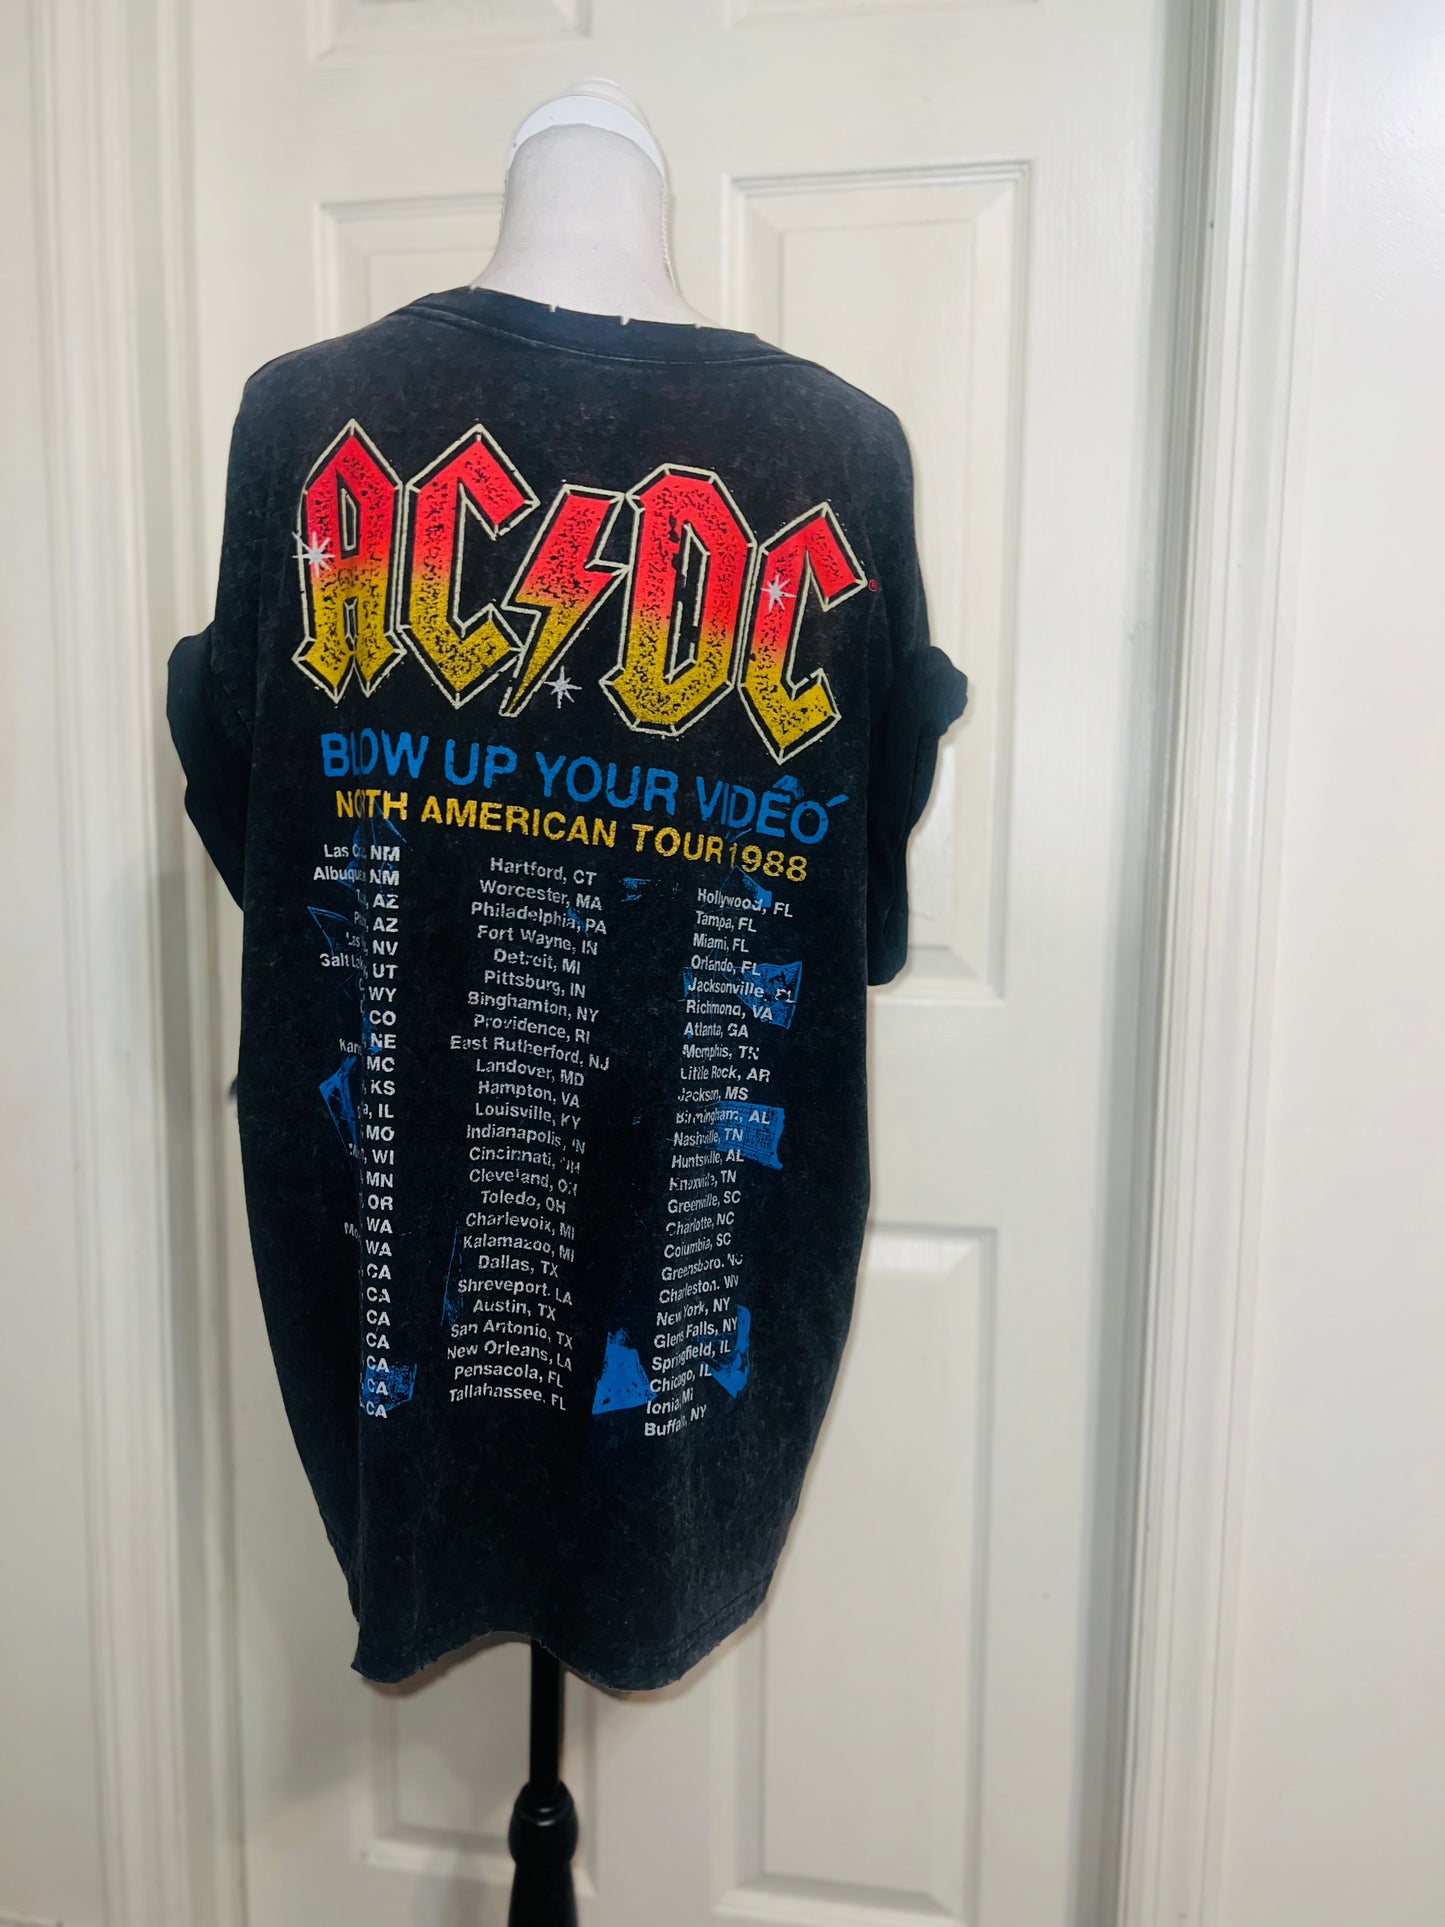 AC/DC
BLOW UP YOUR VIDEO
NORTH AMERICAN TOUR 1988
Las NM
NM
AZ
AZ
Las NV
Salt UT
WY
CO
NE
MO
KS
IL
MO
WI
MN
OR
WA
WA
CA
CA
CA
CA
CA
CA
CA
Hartford, CT
Worcester, MA
Philadelphia, PA
Fort Wayne, IN
Detroit, MI
Pittsburg, IN
Binghamton, NY
Providence, RI
East Rutherford, NJ
Landover, MD
Hampton, VA
Louisville, KY
Indianapolis, IN
Cincinnati, OH
Cleveland, OH
Toledo, OH
Charlevoix, MI
Kalamazoo, MI
Dallas, TX
Shreveport, LA
Austin, TX
San Antonio, TX
New Orleans, LA
Pensacola, FL
Tallahassee, FL
Hollywood, FL
Tampa, FL
Miami, FL
Orlando, FL
Jacksonville, FL
Richmond, VA
Atlanta, GA
Memphis, TN
Little Rock, AR
Jackson, MS
Birmingham, AL
Nashville, TN
Huntsville, AL
Knoxville, TN
Greenville, SC
Charlotte, NC
Columbia, SC
Greensboro, NC
Charleston, WV
New York, NY
Glens Falls, NY
Springfield, IL
Chicago, IL
Ionia, MI
Buffalo, NY